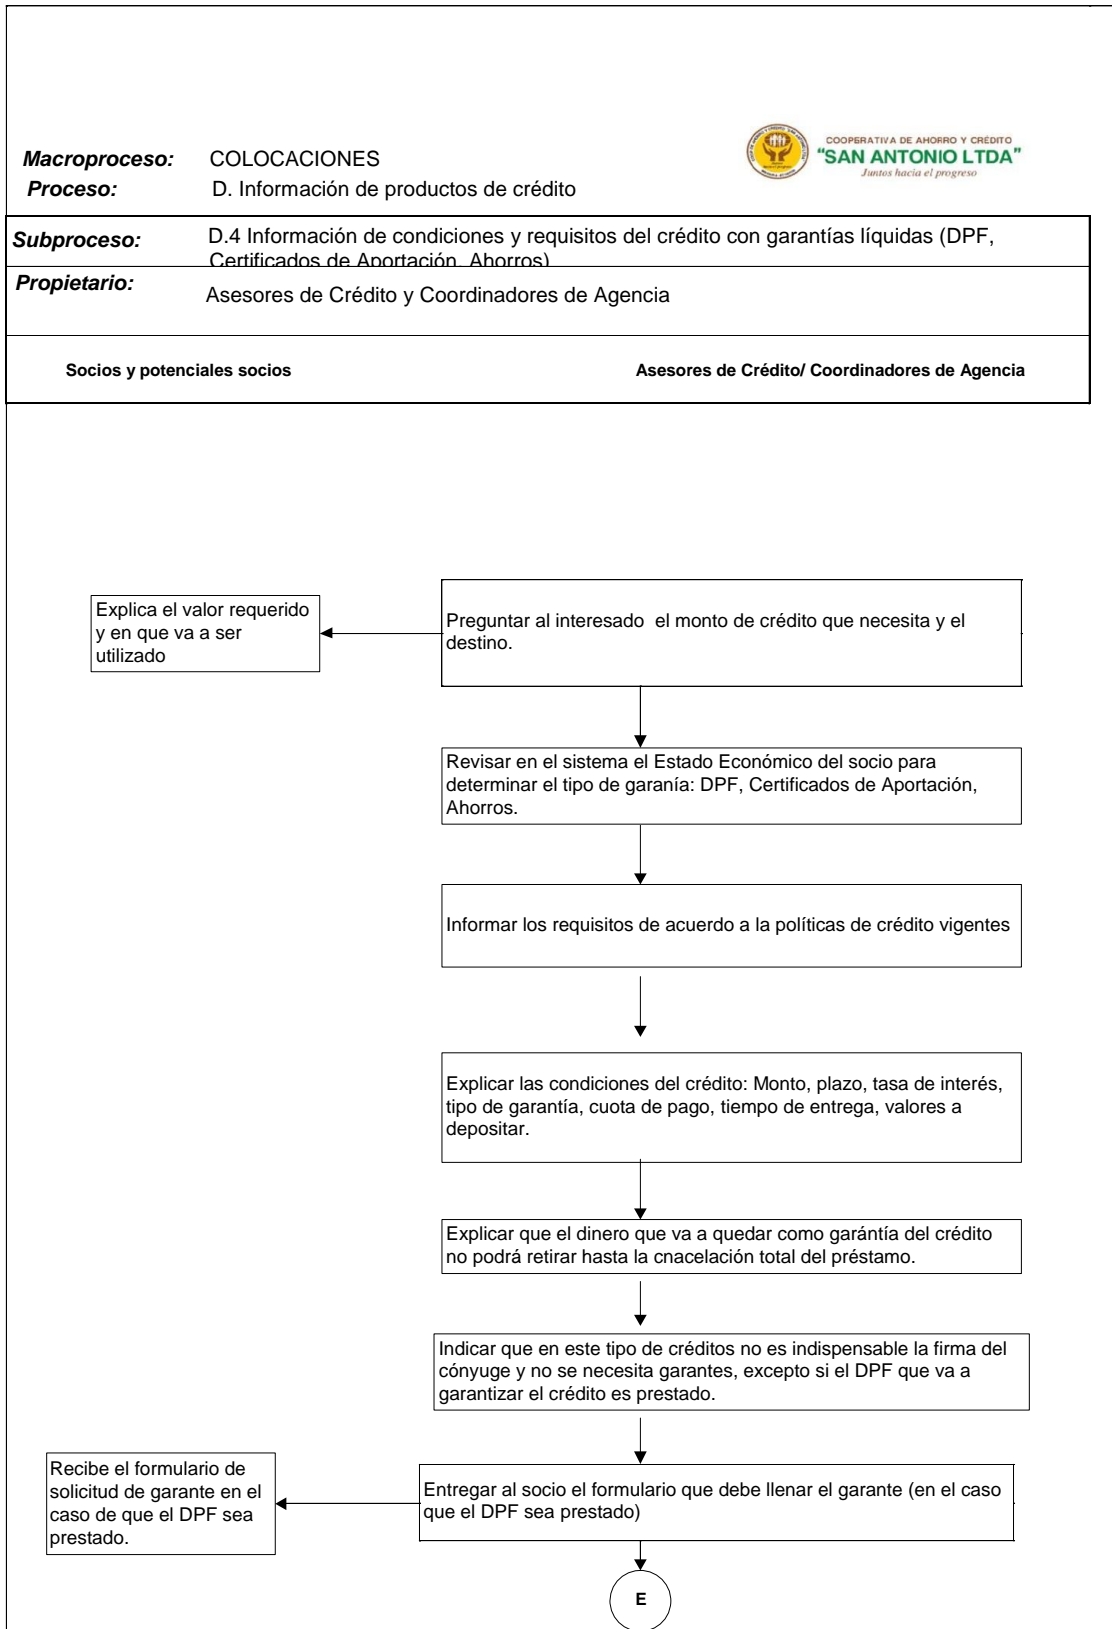 COOPERATIVA DE AHORRO Y CRÉDITO
"SAN ANTONIO LTDA"
Juntos hacia el progreso
Macroproceso: COLOCACIONES
Proceso: D. Información de productos de crédito
Subproceso: D.4 Información de condiciones y requisitos del crédito con garantías líquidas (DPF,
Certificados de Aportación, Ahorros)
Propietario: Asesores de Crédito y Coordinadores de Agencia
Socios y potenciales socios Asesores de Crédito/ Coordinadores de Agencia
Explica el valor requerido
y en que va a ser
utilizado
Preguntar al interesado el monto de crédito que necesita y el
destino.
Revisar en el sistema el Estado Económico del socio para
determinar el tipo de garanía: DPF, Certificados de Aportación,
Ahorros.
Informar los requisitos de acuerdo a la políticas de crédito vigentes
Explicar las condiciones del crédito: Monto, plazo, tasa de interés,
tipo de garantía, cuota de pago, tiempo de entrega, valores a
depositar.
Explicar que el dinero que va a quedar como garántía del crédito
no podrá retirar hasta la cnacelación total del préstamo.
Indicar que en este tipo de créditos no es indispensable la firma del
cónyuge y no se necesita garantes, excepto si el DPF que va a
garantizar el crédito es prestado.
Recibe el formulario de
solicitud de garante en el
caso de que el DPF sea
prestado.
Entregar al socio el formulario que debe llenar el garante (en el caso
que el DPF sea prestado)
E